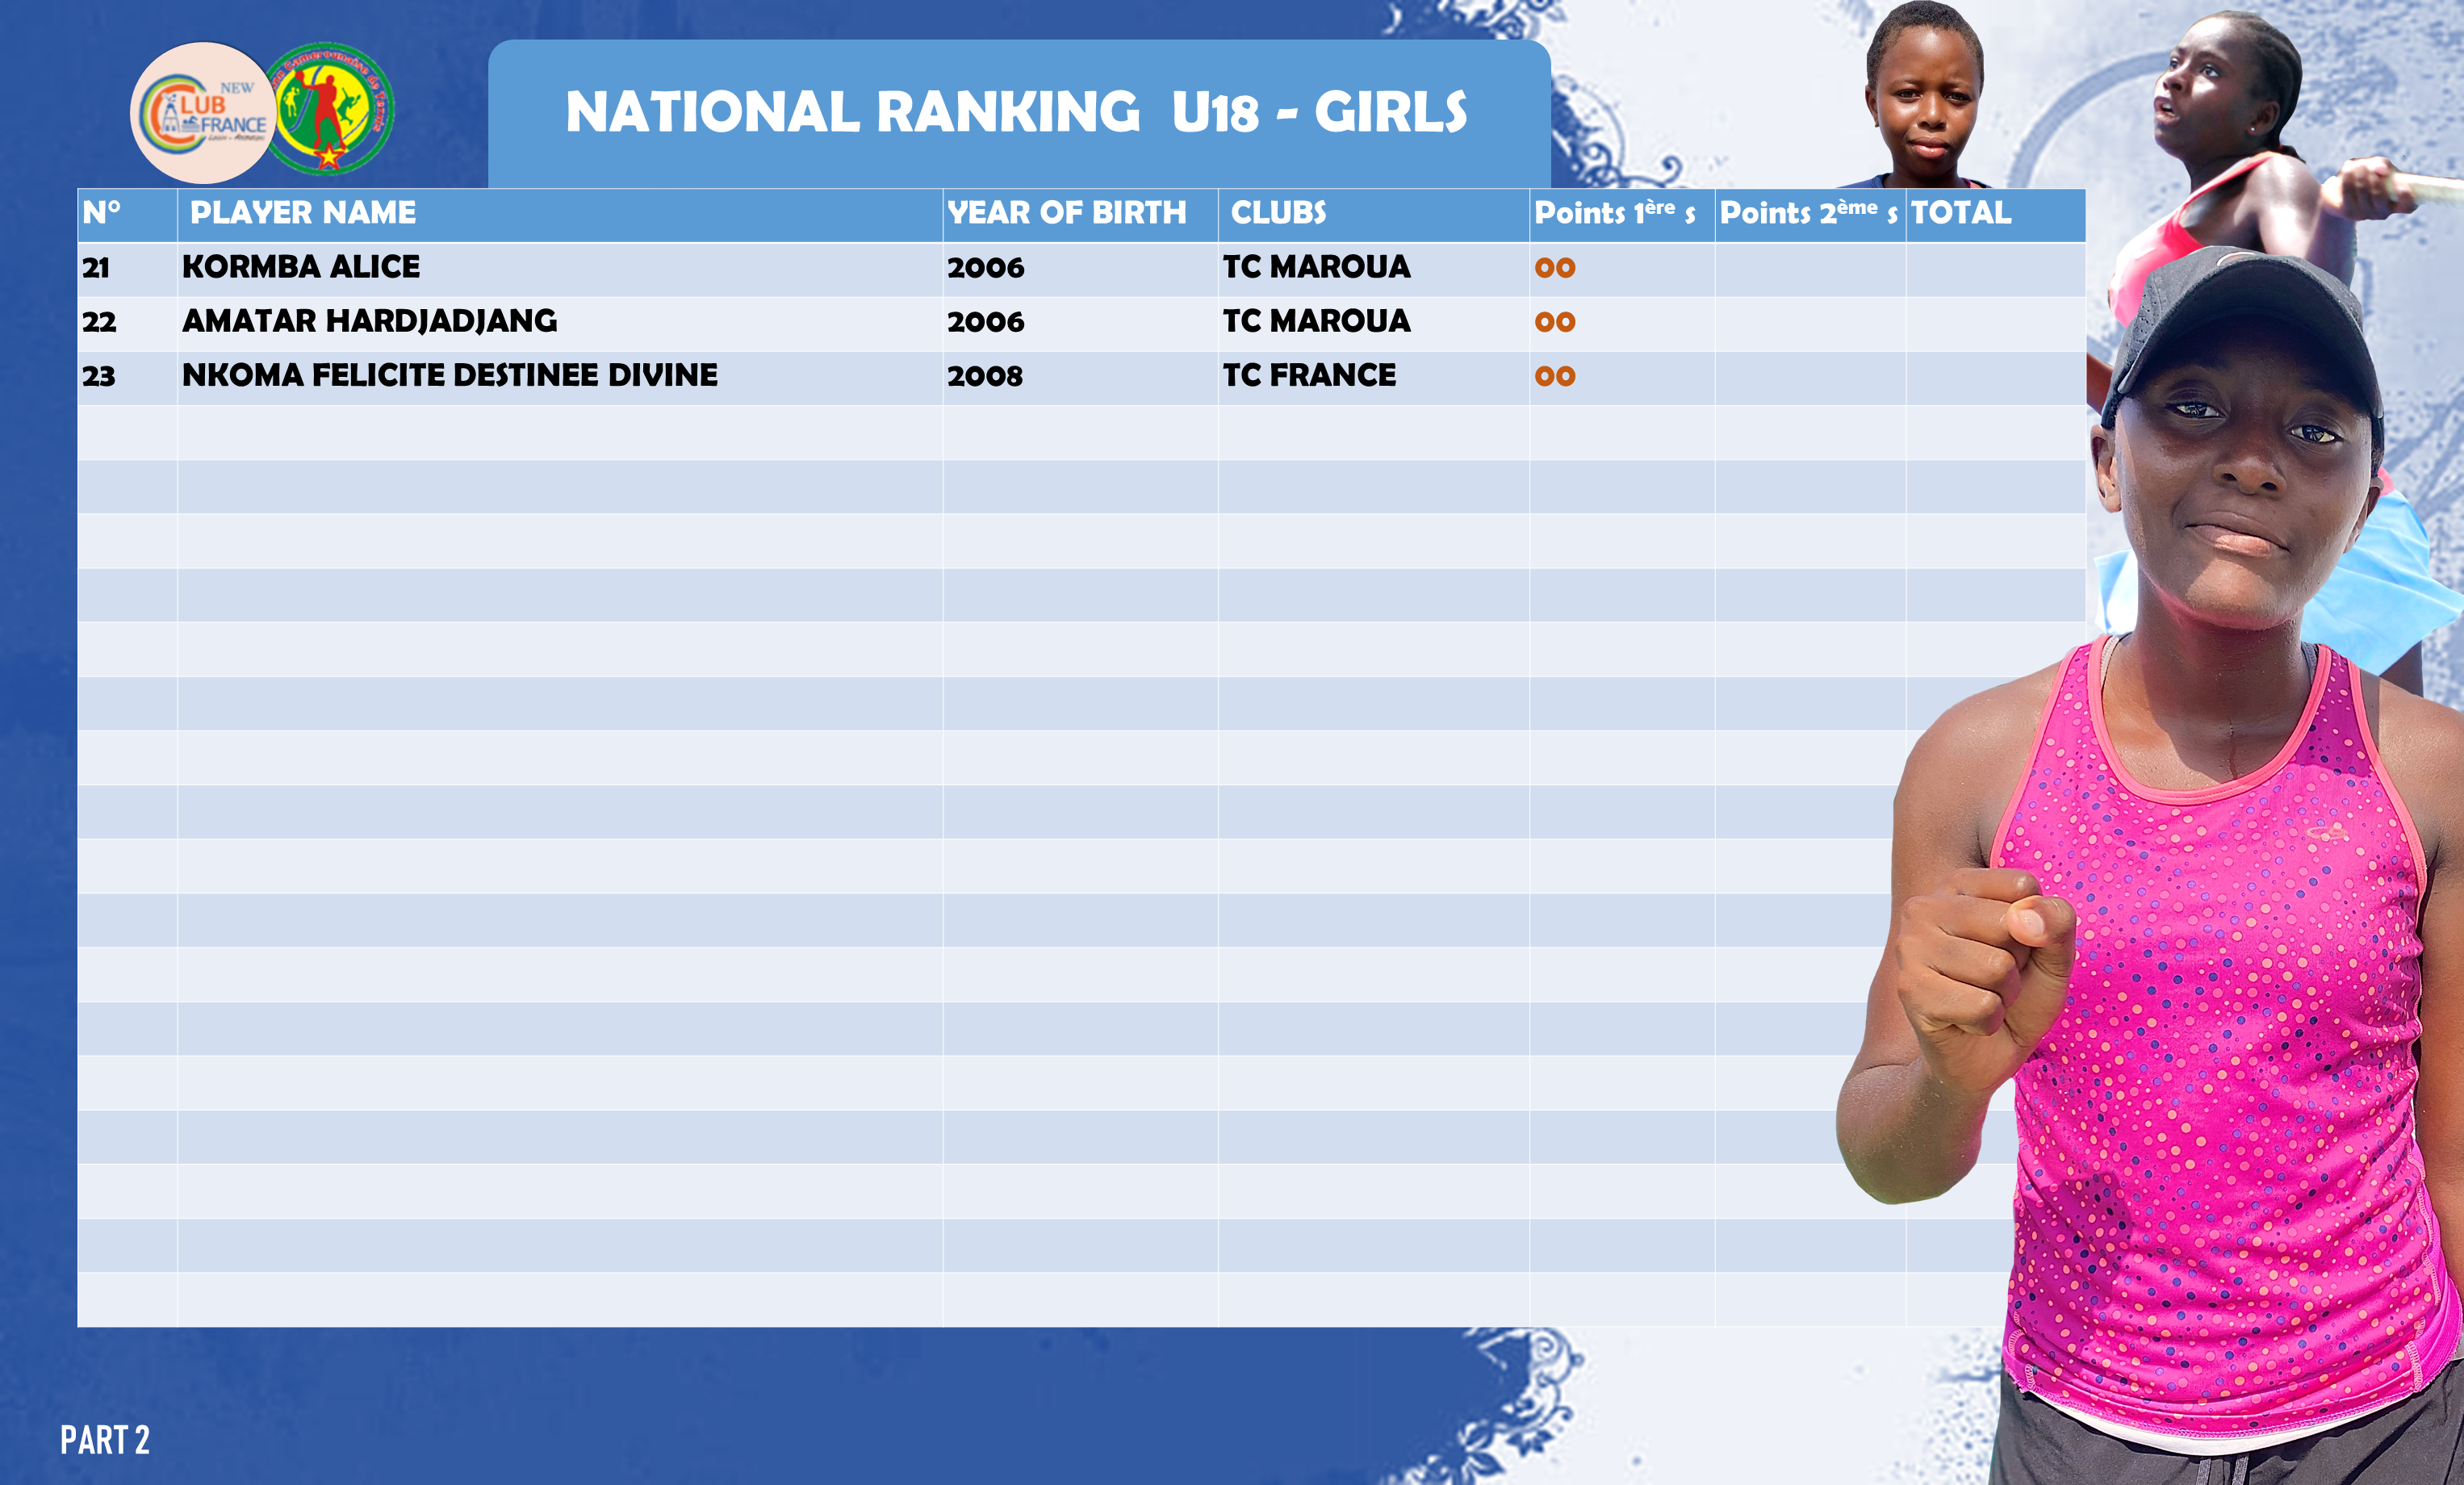 NEW
CLUB
FRANCE
NATIONAL RANKING U18 - GIRLS
N° PLAYER NAME YEAR OF BIRTH CLUBS Points 1ère s Points 2ème s TOTAL
21 KORMBA ALICE 2006 TC MAROUA 00
22 AMATAR HARDJADJANG 2006 TC MAROUA 00
23 NKOMA FELICITE DESTINEE DIVINE 2008 TC FRANCE 00
PART 2